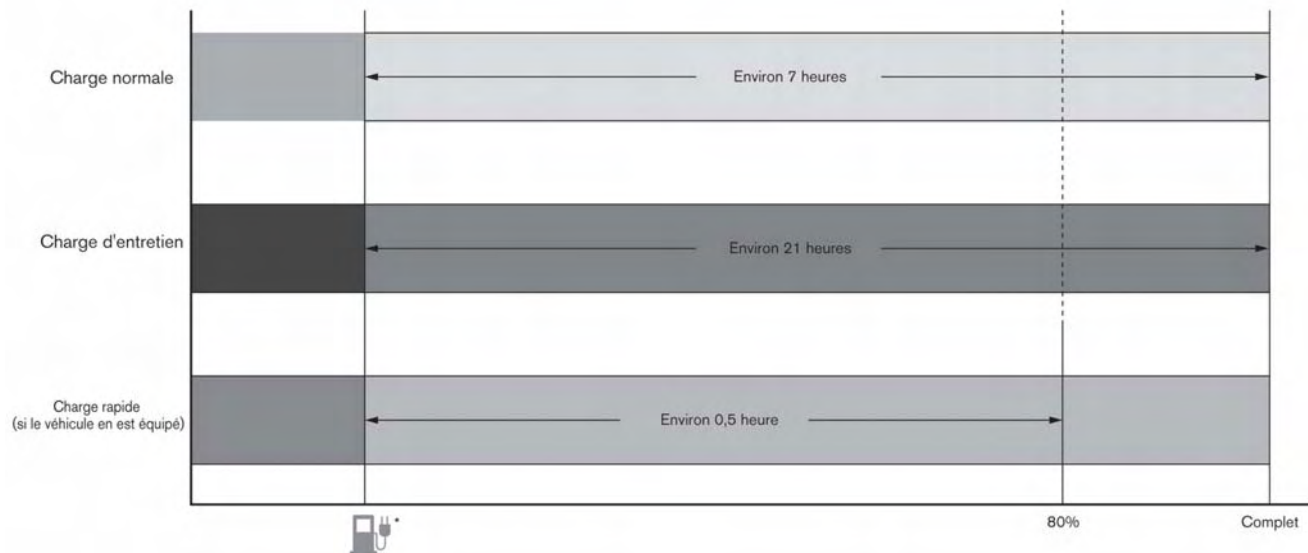 Charge normale
Environ 7 heures
Charge d'entretien
Environ 21 heures
Charge rapide
(si le véhicule en est équipé)
Environ 0,5 heure
*
80%
Complet